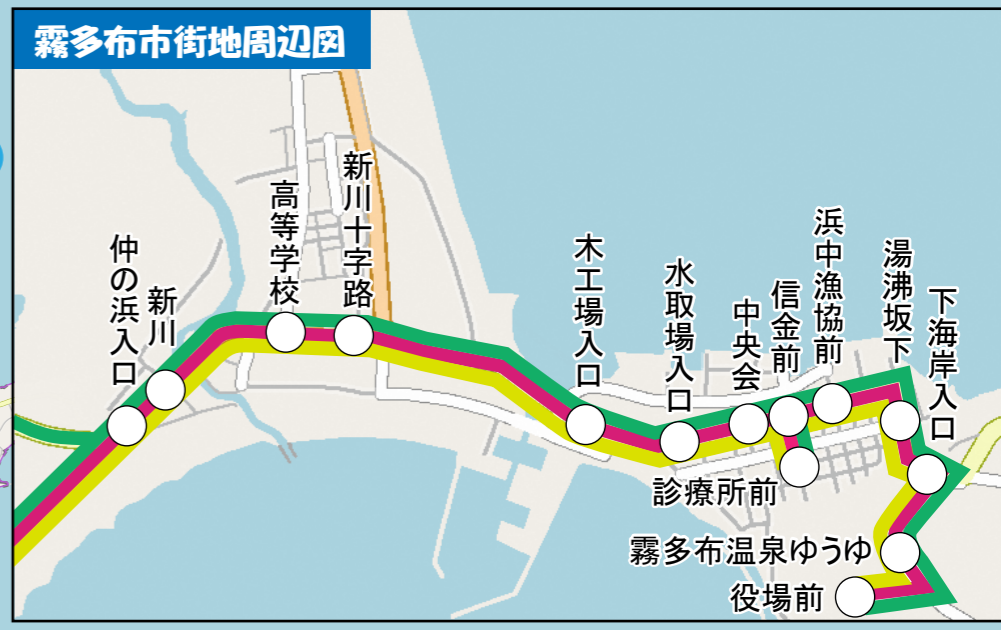 霧多布市街地周辺図
仲の浜入口
新川
高等学校
新川十字路
木工場入口
水取場入口
中央会
信金前
浜中漁協前
湯沸坂下
下海岸入口
診療所前
霧多布温泉ゆうゆ
役場前